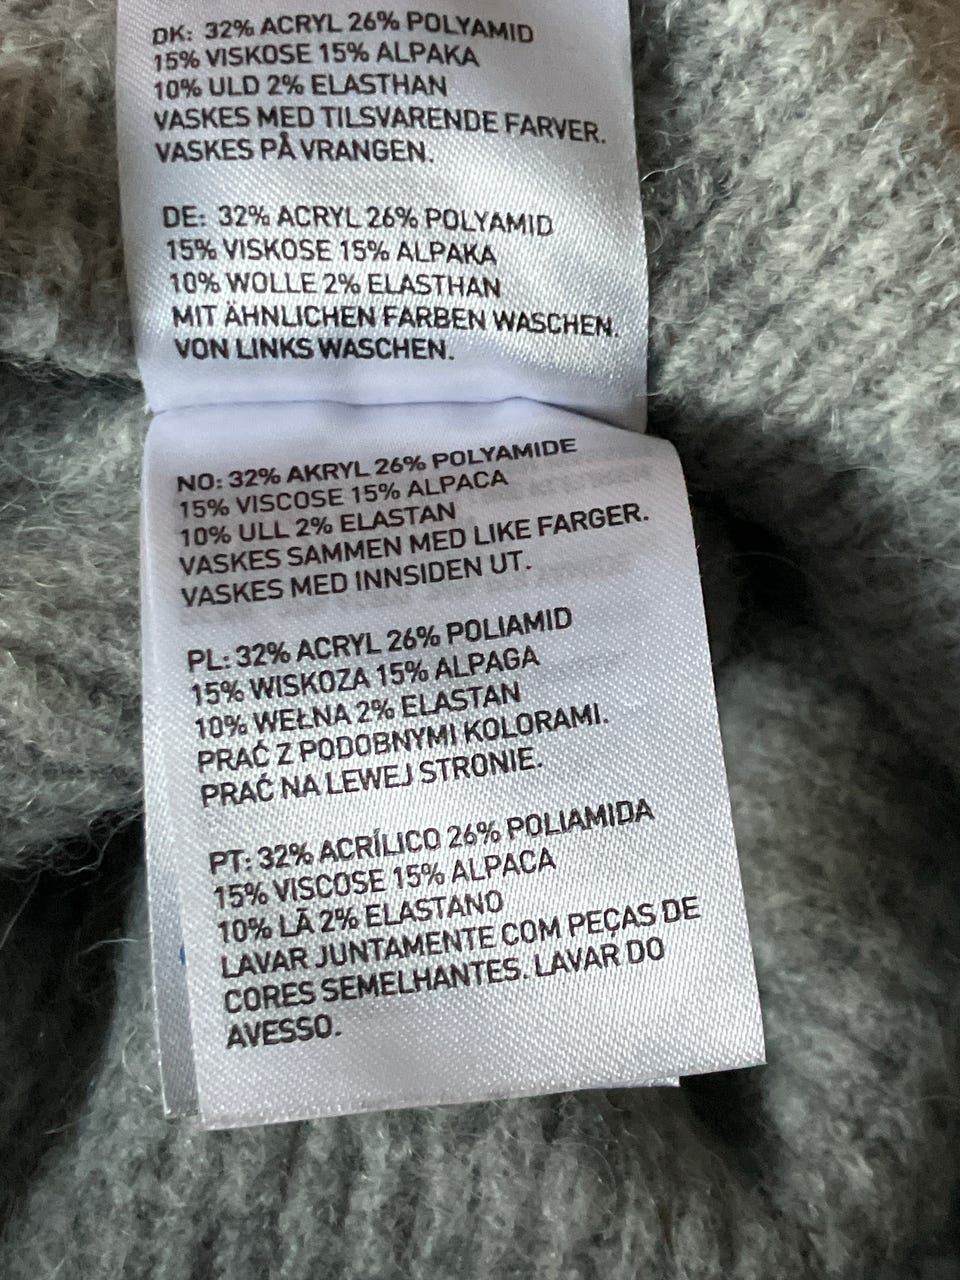 DK: 32% ACRYL 26% POLYAMID
15% VISKOSE 15% ALPAKA
10% ULD 2% ELASTHAN
VASKES MED TILSVARENDE FARVER.
VASKES PÅ VRANGEN.
DE: 32% ACRYL 26% POLYAMID
15% VISKOSE 15% ALPAKA
10% WOLLE 2% ELASTHAN
MIT ÄHNLICHEN FARBEN WASCHEN.
VON LINKS WASCHEN.
NO: 32% AKRYL 26% POLYAMIDE
15% VISCOSE 15% ALPACA
10% ULL 2% ELASTAN
VASKES SAMMEN MED LIKE FARGER.
VASKES MED INNSIDEN UT.
PL: 32% ACRYL 26% POLIAMID
15% WISKOZA 15% ALPAGA
10% WEŁNA 2% ELASTAN
PRAĆ Z PODOBNYMI KOLORAMI.
PRAĆ NA LEWEJ STRONIE.
PT: 32% ACRÍLICO 26% POLIAMIDA
15% VISCOSE 15% ALPACA
10% LÃ 2% ELASTANO
LAVAR JUNTAMENTE COM PEÇAS DE
CORES SEMELHANTES. LAVAR DO
AVESSO.